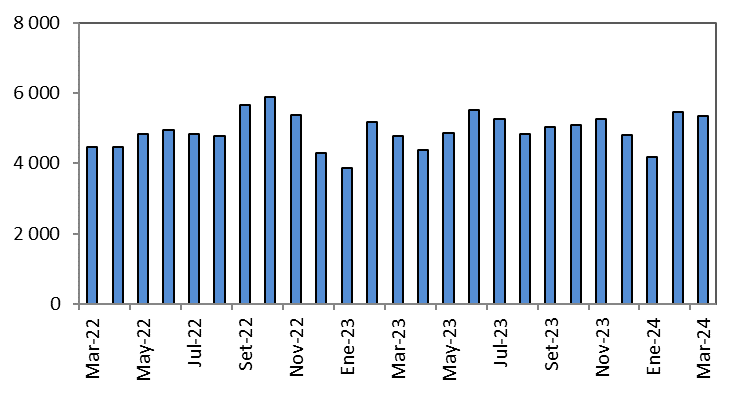 8 000
6 000
4 000
2 000
0
Mar-22
May-22
Jul-22
Set-22
Nov-22
Ene-23
Mar-23
May-23
Jul-23
Set-23
Nov-23
Ene-24
Mar-24